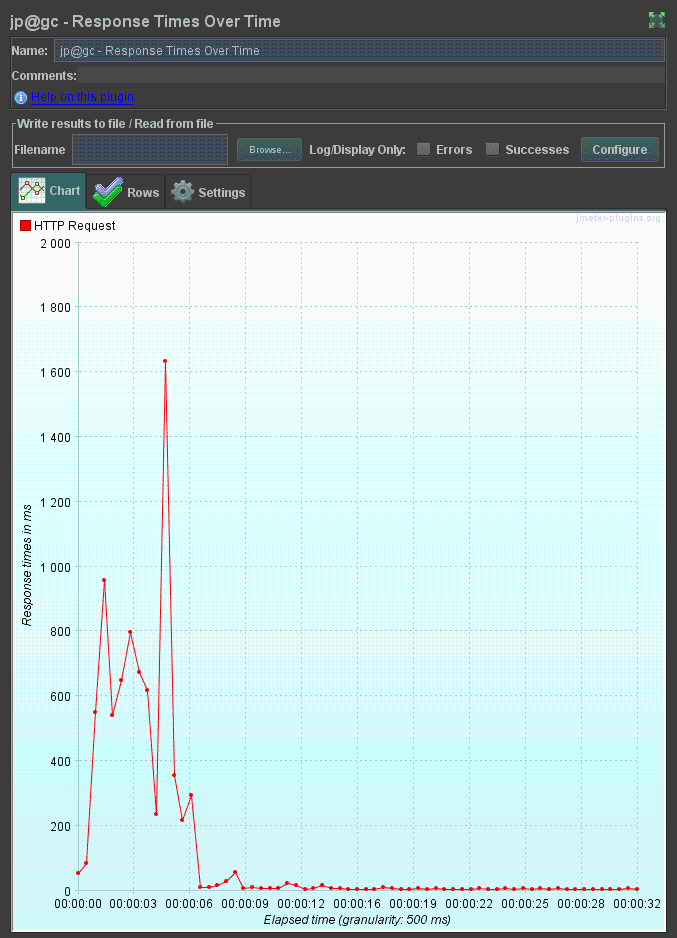 jp@gc - Response Times Over Time
Name: jp@gc - Response Times Over Time
Comments:
Help on this plugin
Write results to file / Read from file
Filename Browse... Log/Display Only: Errors Successes Configure
Chart Rows Settings
jmeter-plugins.org
HTTP Request
2 000
1 800
1 600
1 400
1 200
1 000
800
600
400
200
0
Response times in ms
00:00:00 00:00:03 00:00:06 00:00:09 00:00:12 00:00:16 00:00:19 00:00:22 00:00:25 00:00:28 00:00:32
Elapsed time (granularity: 500 ms)